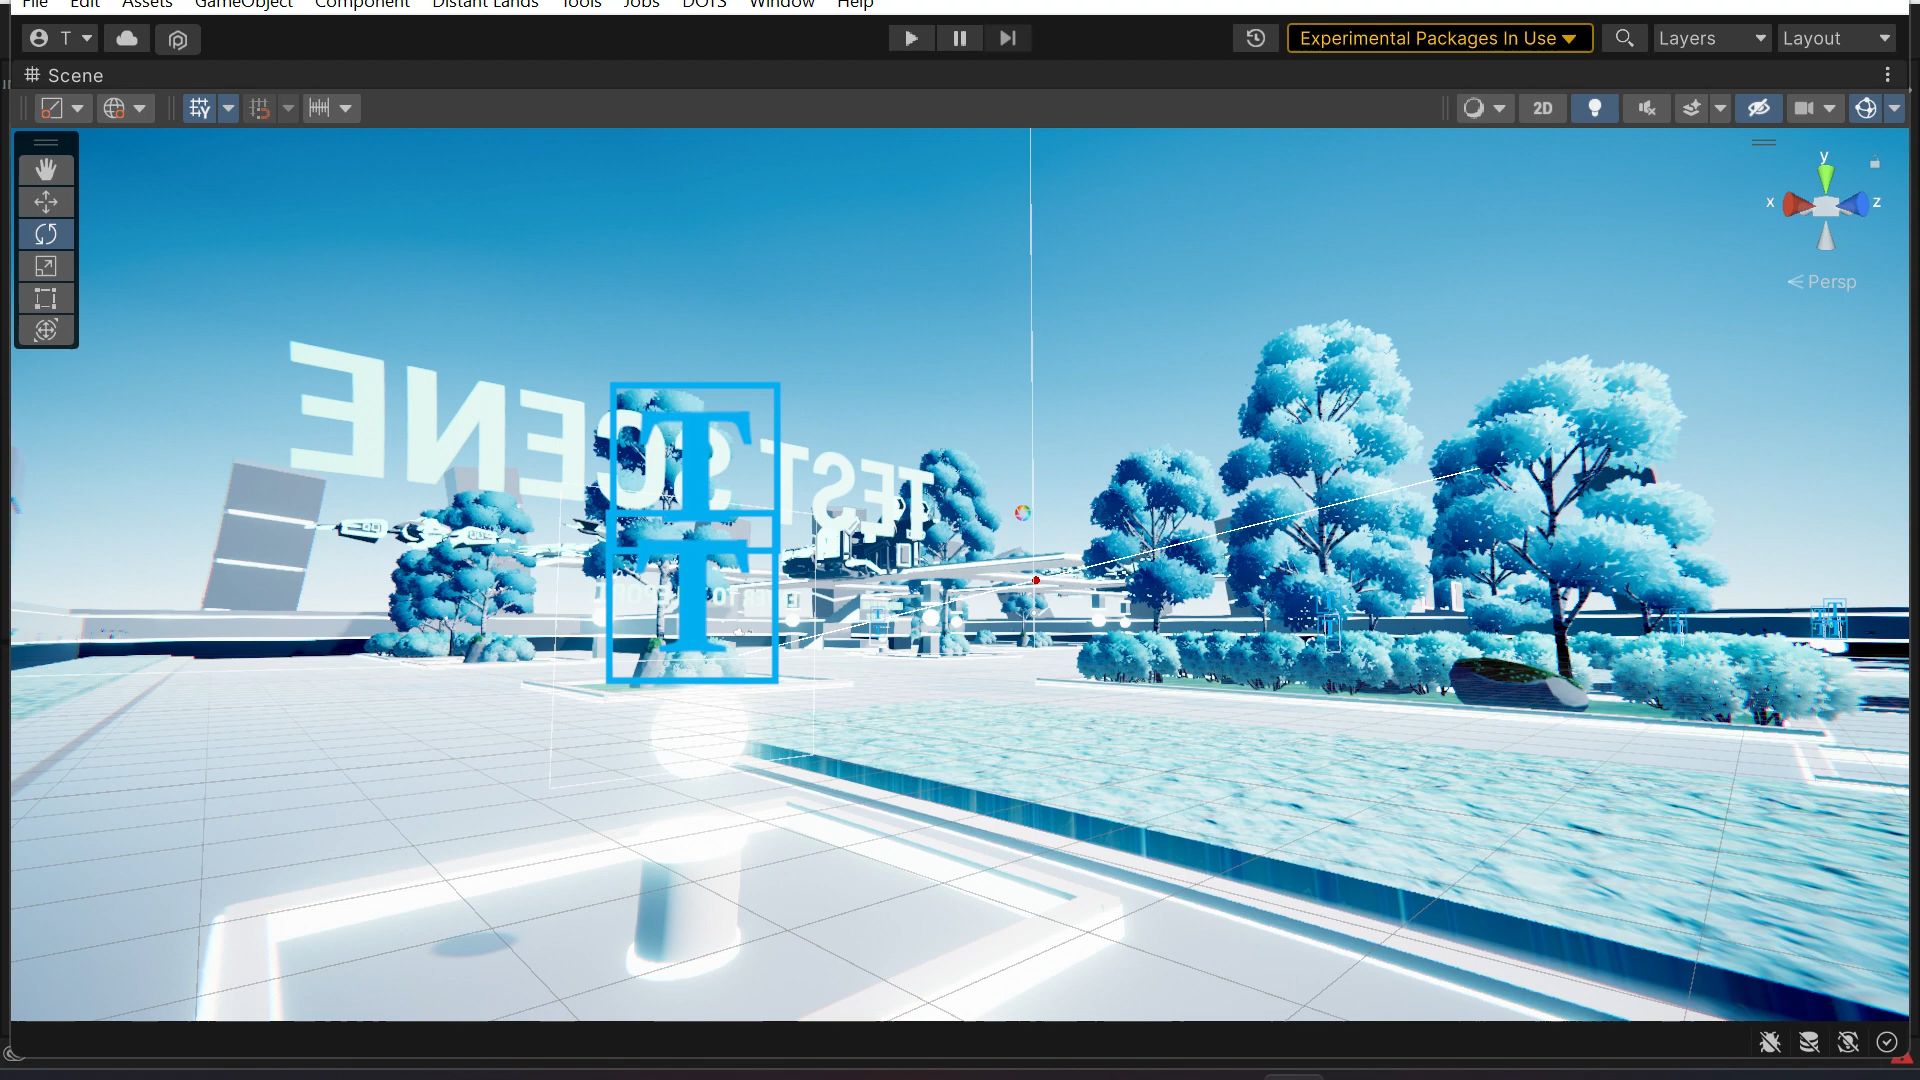 File Edit Assets GameObject Component Distant Lands Tools Jobs DOTS Window Help
T Experimental Packages In Use Layers Layout
Scene
2D
y
x z
Persp
TEST SCENE
T
T